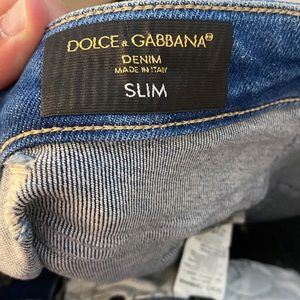 DOLCE & GABBANA
DENIM
MADE IN ITALY
SLIM